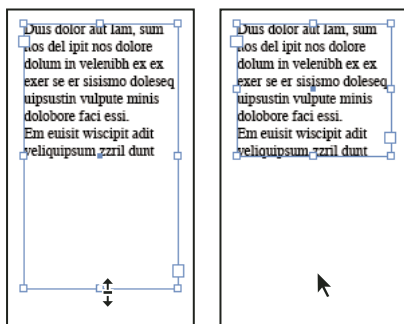 Duis dolor aut lam, sum
nos del ipit nos dolore
dolum in velenibh ex ex
exer se er sisismo doleseq
uipsustin vulpute minis
dolobore faci essi.
Em euisit wiscipit adit
veliquipsum zzril dunt
Duis dolor aut lam, sum
nos del ipit nos dolore
dolum in velenibh ex ex
exer se er sisismo doleseq
uipsustin vulpute minis
dolobore faci essi.
Em euisit wiscipit adit
veliquipsum zzril dunt